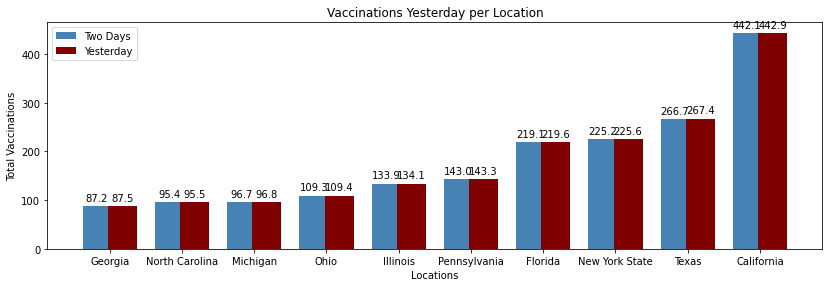 Vaccinations Yesterday per Location
Two Days
Yesterday
Total Vaccinations
400
300
200
100
0
87.2 87.5
95.4 95.5
96.7 96.8
109.3 109.4
133.9 134.1
143.0 143.3
219.1 219.6
225.2 225.6
266.7 267.4
442.1 442.9
Georgia North Carolina Michigan Ohio Illinois Pennsylvania Florida New York State Texas California
Locations